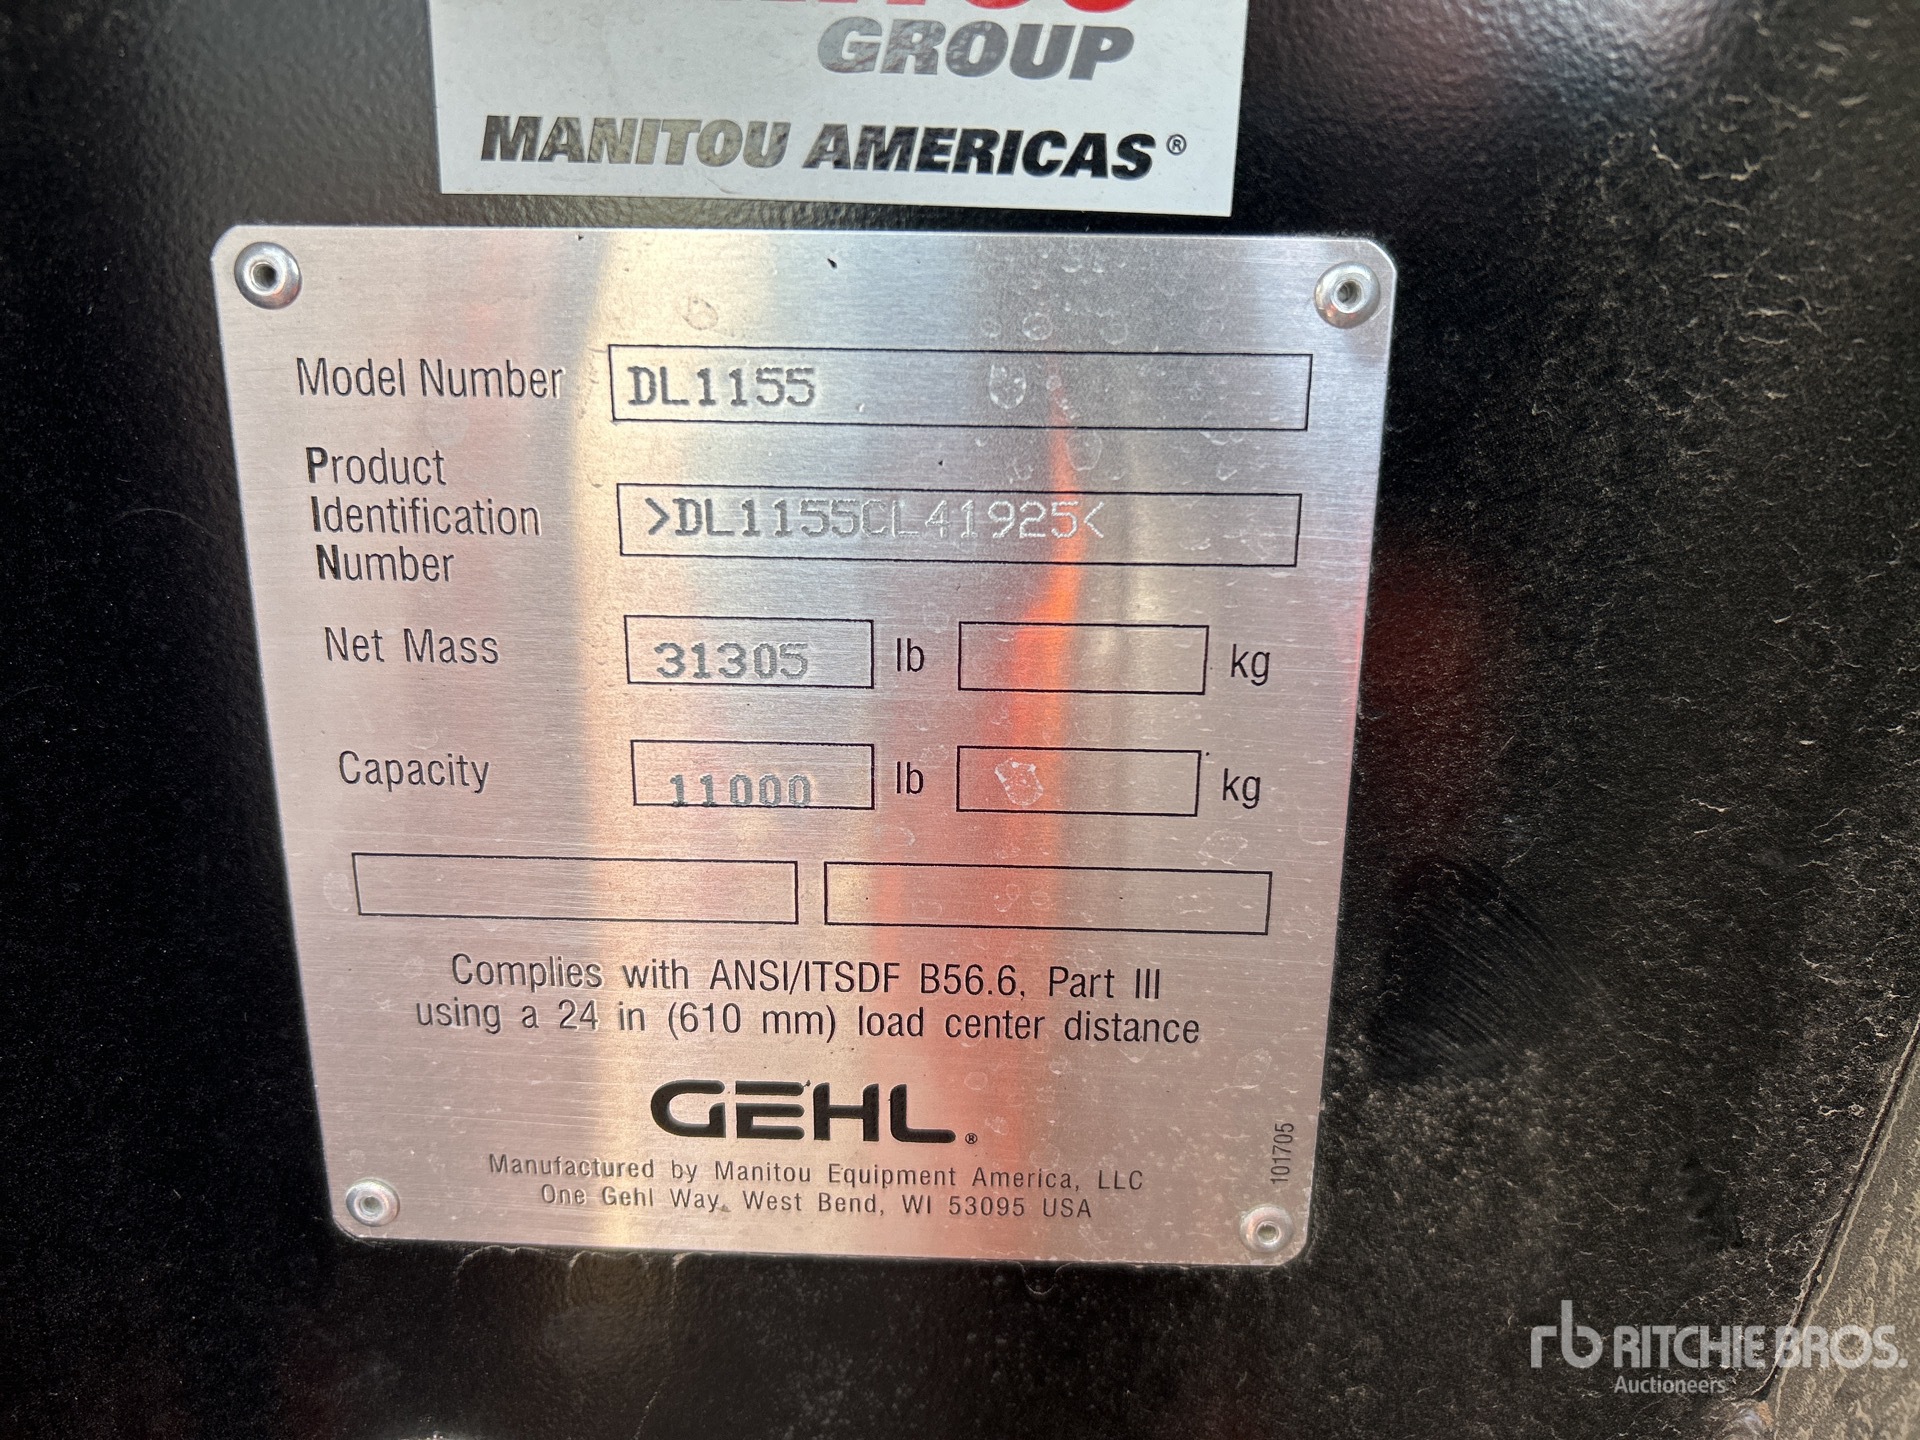 GROUP
MANITOU AMERICAS®
Model Number DL1155
Product
Identification >DL1155CL41925<
Number
Net Mass 31305 lb kg
Capacity 11000 lb kg
Complies with ANSI/ITSDF B56.6, Part III
using a 24 in (610 mm) load center distance
GEHL®
Manufactured by Manitou Equipment America, LLC
One Gehl Way, West Bend, WI 53095 USA
101705
rb RITCHIE BROS.
Auctioneers